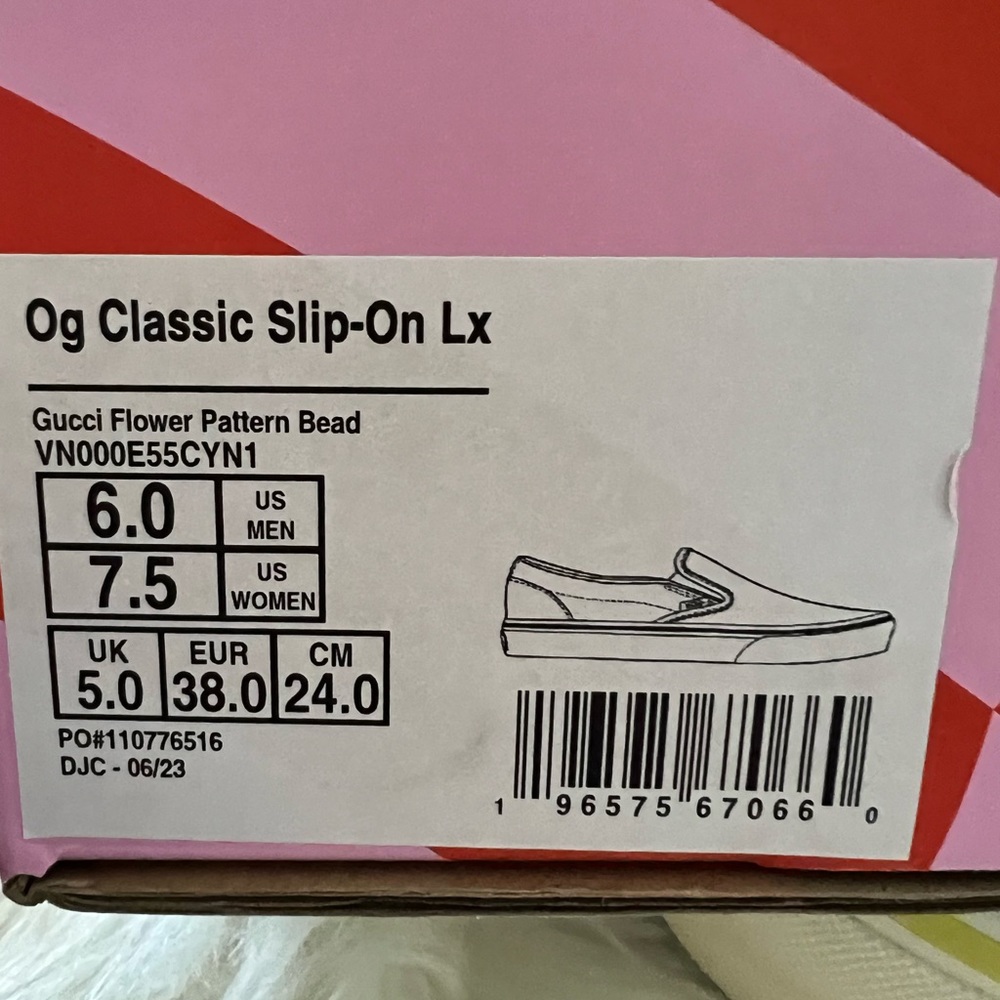 Og Classic Slip-On Lx
Gucci Flower Pattern Bead
VN000E55CYN1
6.0 US MEN
7.5 US WOMEN
UK EUR CM
5.0 38.0 24.0
PO#110776516
DJC - 06/23
1 96575 67066 0